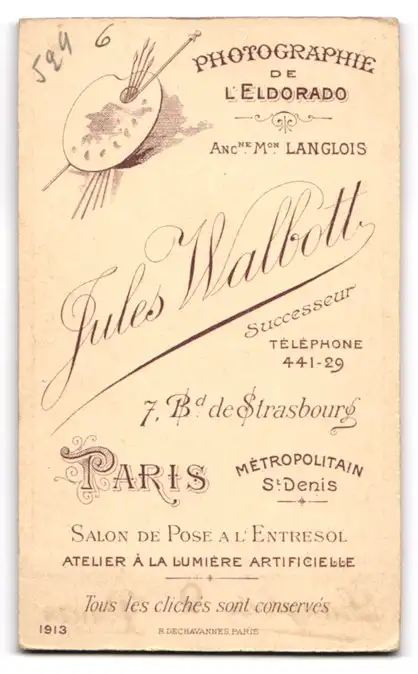 529 6
PHOTOGRAPHIE
DE
L'ELDORADO
ANCNE MON LANGLOIS
Jules Walbott
Successeur
TÉLÉPHONE
441-29
7, Bd de Strasbourg
PARIS
MÉTROPOLITAIN
St Denis
SALON DE POSE A L'ENTRESOL
ATELIER À LA LUMIÈRE ARTIFICIELLE
Tous les clichés sont conservés
1913
R. DECHAVANNES, PARIS